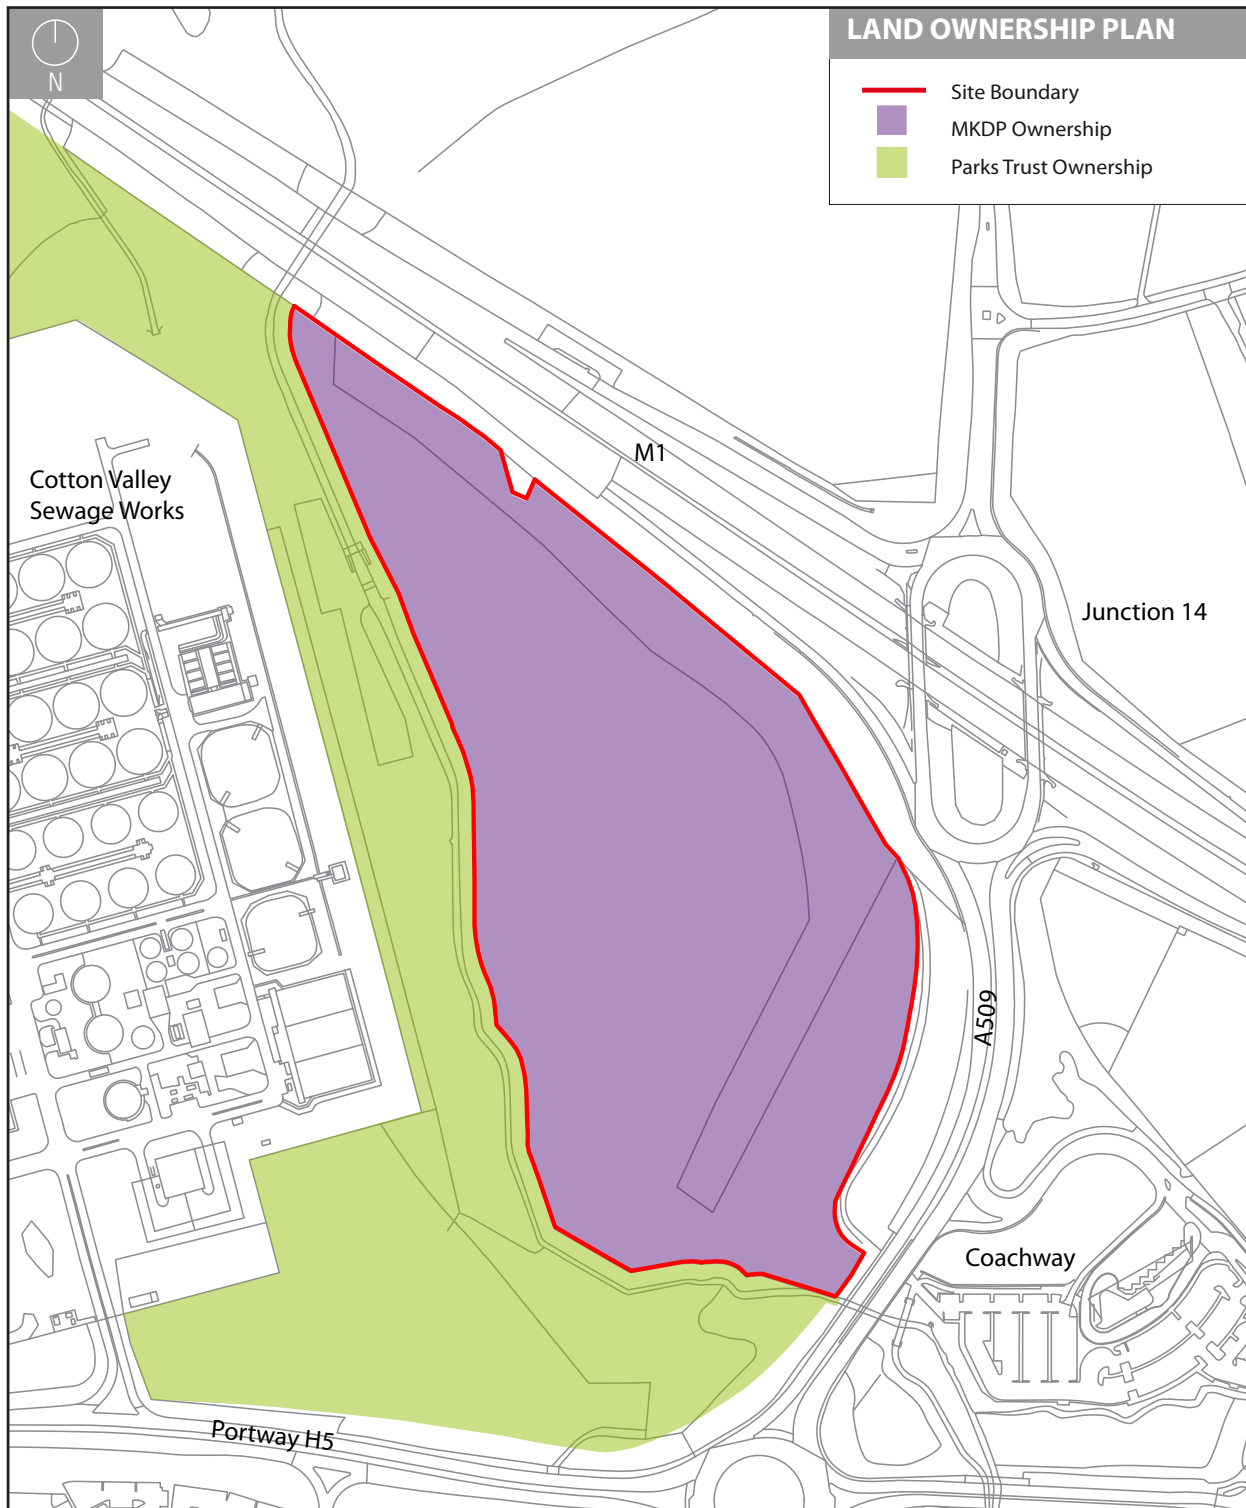 N
LAND OWNERSHIP PLAN
Site Boundary
MKDP Ownership
Parks Trust Ownership
M1
Cotton Valley
Sewage Works
Junction 14
A509
Coachway
Portway H5